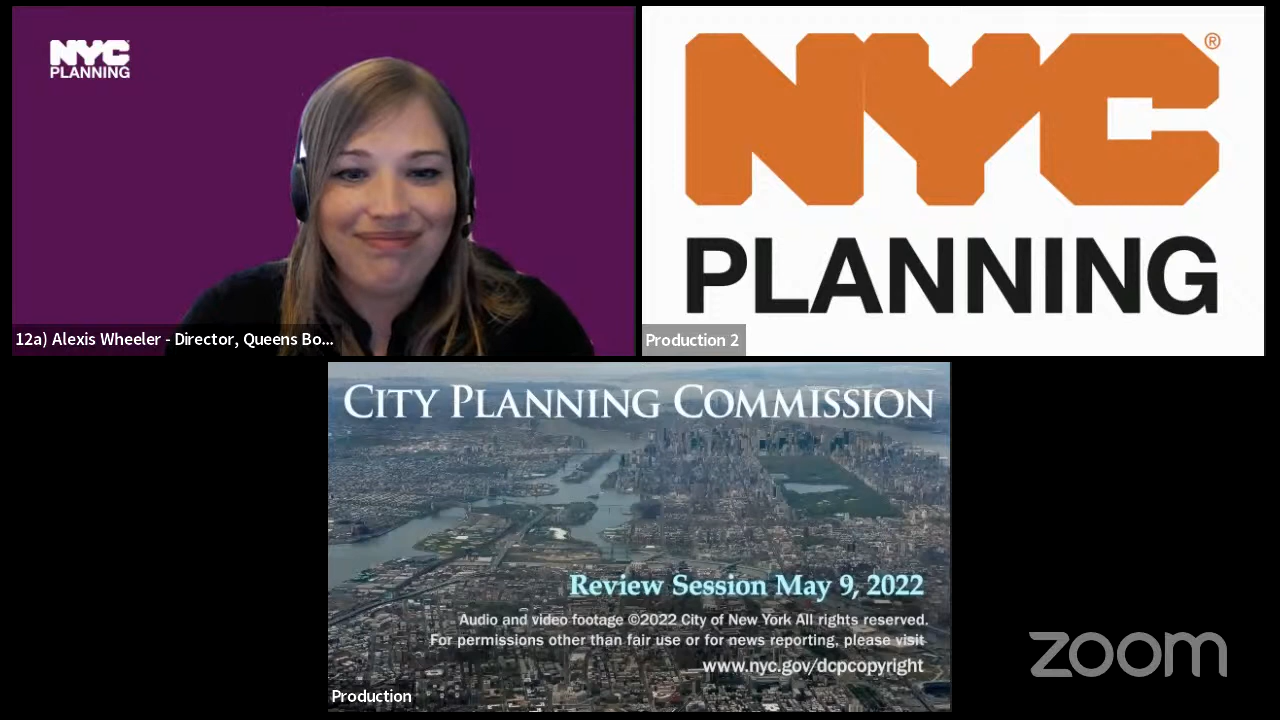 NYC
PLANNING
12a) Alexis Wheeler - Director, Queens Bo...
NYC®
PLANNING
Production 2
CITY PLANNING COMMISSION
Review Session May 9, 2022
Audio and video footage ©2022 City of New York All rights reserved.
For permissions other than fair use or for news reporting, please visit
www.nyc.gov/dcpcopyright
Production
zoom